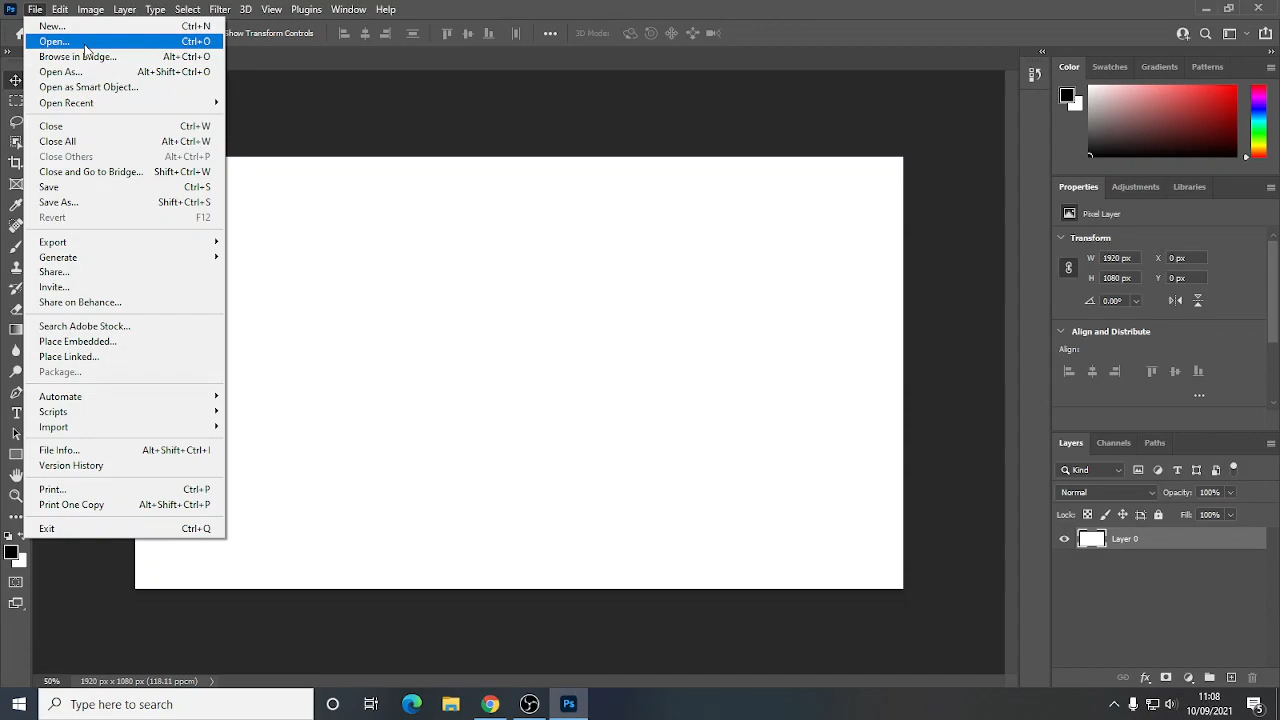 Ps File Edit Image Layer Type Select Filter 3D View Plugins Window Help
Show Transform Controls 3D Mode:
New... Ctrl+N
Open... Ctrl+O
Browse in Bridge... Alt+Ctrl+O
Open As... Alt+Shift+Ctrl+O
Open as Smart Object...
Open Recent
Close Ctrl+W
Close All Alt+Ctrl+W
Close Others Alt+Ctrl+P
Close and Go to Bridge... Shift+Ctrl+W
Save Ctrl+S
Save As... Shift+Ctrl+S
Revert F12
Export
Generate
Share...
Invite...
Share on Behance...
Search Adobe Stock...
Place Embedded...
Place Linked...
Package...
Automate
Scripts
Import
File Info... Alt+Shift+Ctrl+I
Version History
Print... Ctrl+P
Print One Copy Alt+Shift+Ctrl+P
Exit Ctrl+Q
Color Swatches Gradients Patterns
Properties Adjustments Libraries
Pixel Layer
Transform
W 1920 px X 0 px
H 1080 px Y 0 px
0.00°
Align and Distribute
Align:
Layers Channels Paths
Kind
Normal Opacity: 100%
Lock: Fill: 100%
Layer 0
50% 1920 px x 1080 px (118.11 ppcm)
Type here to search
Ps
11:08
10/09/2021